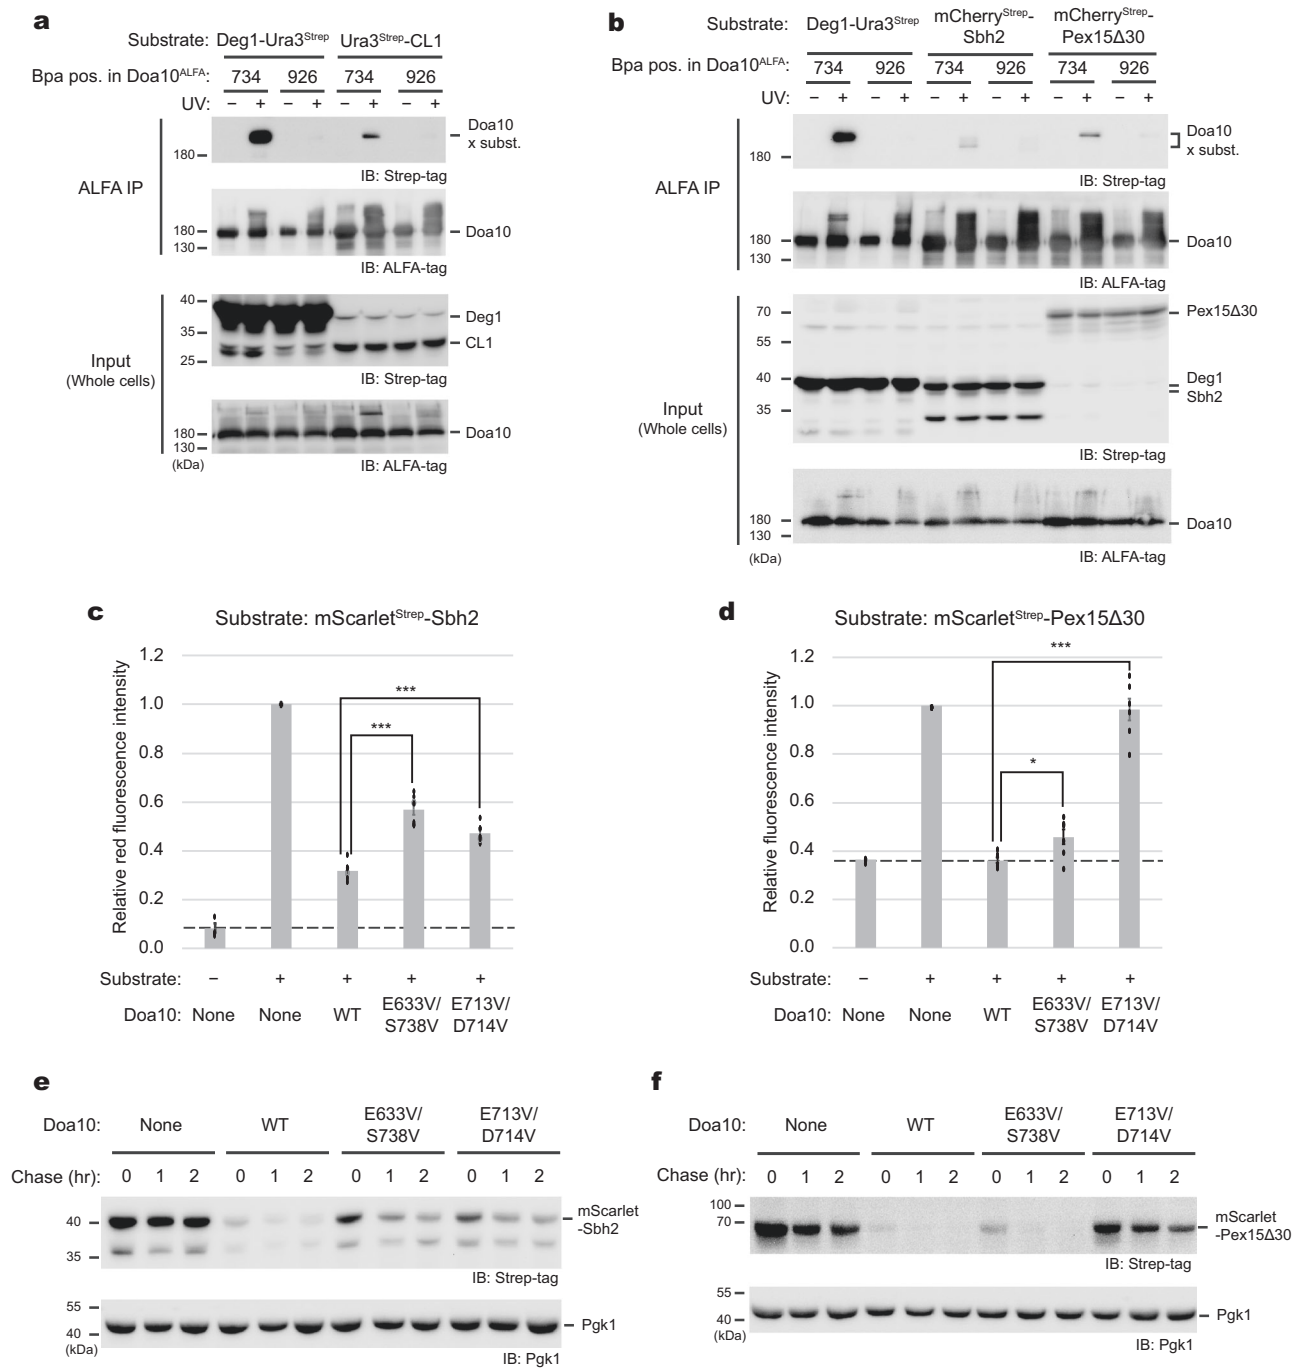 a
Substrate: Deg1-Ura3Strep Ura3Strep-CL1
Bpa pos. in Doa10ALFA: 734 926 734 926
UV: – + – + – + – +
ALFA IP
180
Doa10
x subst.
IB: Strep-tag
180
130
Doa10
IB: ALFA-tag
Input
(Whole cells)
40
35
25
Deg1
CL1
IB: Strep-tag
180
130
(kDa)
Doa10
IB: ALFA-tag
b
Substrate: Deg1-Ura3Strep mCherryStrep-Sbh2 mCherryStrep-Pex15Δ30
Bpa pos. in Doa10ALFA: 734 926 734 926 734 926
UV: – + – + – + – + – + – +
ALFA IP
180
Doa10
x subst.
IB: Strep-tag
180
130
Doa10
IB: ALFA-tag
Input
(Whole cells)
70
55
40
35
Pex15Δ30
Deg1
Sbh2
IB: Strep-tag
180
130
(kDa)
Doa10
IB: ALFA-tag
c
Substrate: mScarletStrep-Sbh2
Relative red fluorescence intensity
1.2
1.0
0.8
0.6
0.4
0.2
0.0
***
***
Substrate: – + + + +
Doa10: None None WT E633V/S738V E713V/D714V
d
Substrate: mScarletStrep-Pex15Δ30
Relative fluorescence intensity
1.2
1.0
0.8
0.6
0.4
0.2
0.0
***
*
Substrate: – + + + +
Doa10: None None WT E633V/S738V E713V/D714V
e
Doa10: None WT E633V/S738V E713V/D714V
Chase (hr): 0 1 2 0 1 2 0 1 2 0 1 2
40
35
mScarlet
-Sbh2
IB: Strep-tag
55
40
(kDa)
Pgk1
IB: Pgk1
f
Doa10: None WT E633V/S738V E713V/D714V
Chase (hr): 0 1 2 0 1 2 0 1 2 0 1 2
100
70
mScarlet
-Pex15Δ30
IB: Strep-tag
55
40
(kDa)
Pgk1
IB: Pgk1